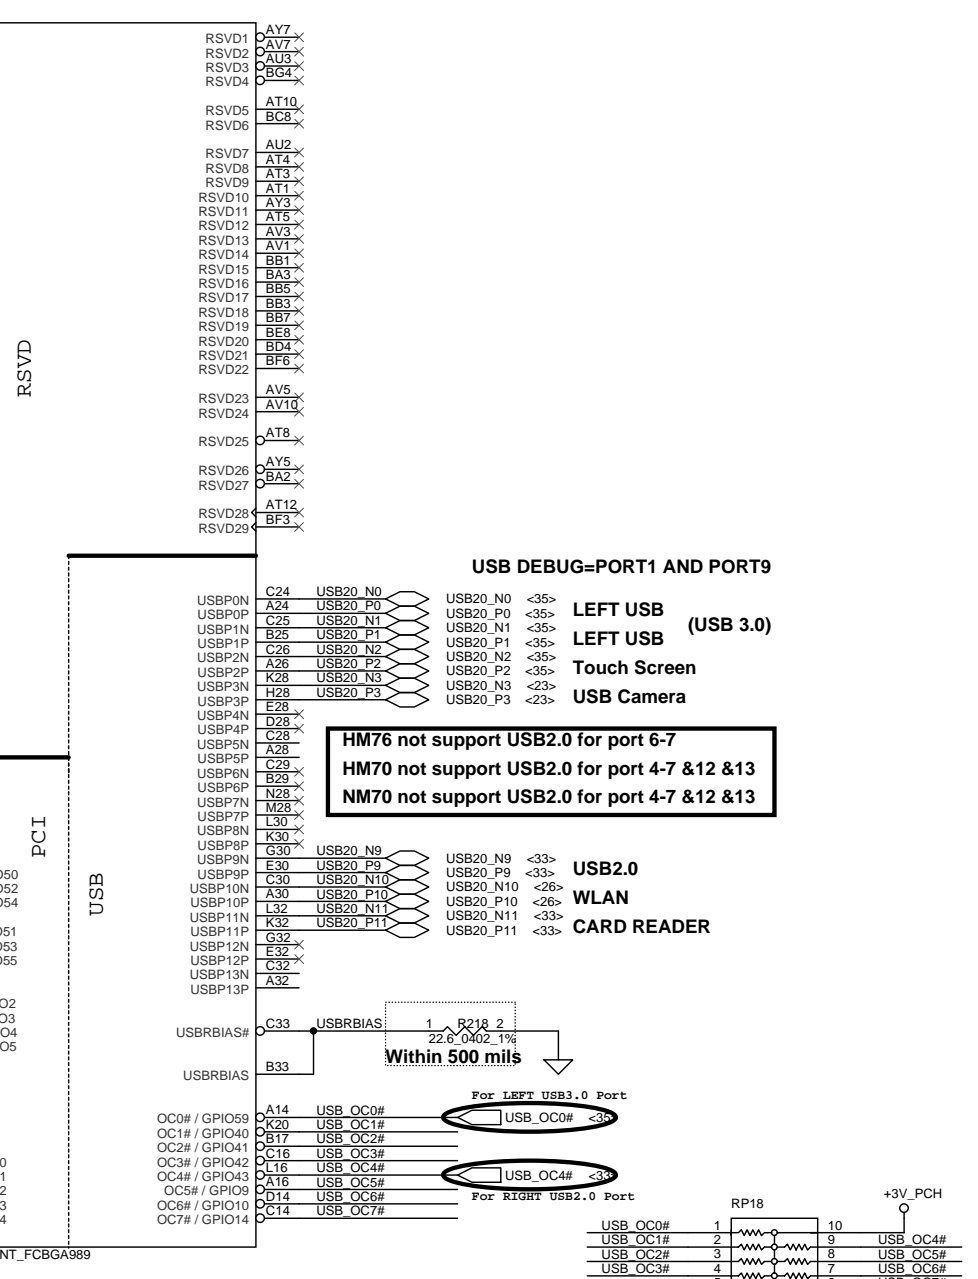 RSVD1 AY7
RSVD2 AV7
RSVD3 AU3
RSVD4 BG4
RSVD5 AT10
RSVD6 BC8
RSVD7 AU2
RSVD8 AT4
RSVD9 AT3
RSVD10 AT1
RSVD11 AY3
RSVD12 AT5
RSVD13 AV3
RSVD14 AV1
RSVD15 BB1
RSVD16 BA3
RSVD17 BB5
RSVD18 BB3
RSVD19 BB7
RSVD20 BE8
RSVD21 BD4
RSVD22 BF6
RSVD
RSVD23 AV5
RSVD24 AV10
RSVD25 AT8
RSVD26 AY5
RSVD27 BA2
RSVD28 AT12
RSVD29 BF3
USB DEBUG=PORT1 AND PORT9
USBP0N C24 USB20_N0 USB20_N0 <35>
USBP0P A24 USB20_P0 USB20_P0 <35> LEFT USB
USBP1N C25 USB20_N1 USB20_N1 <35> (USB 3.0)
USBP1P B25 USB20_P1 USB20_P1 <35> LEFT USB
USBP2N C26 USB20_N2 USB20_N2 <35>
USBP2P A26 USB20_P2 USB20_P2 <35> Touch Screen
USBP3N K28 USB20_N3 USB20_N3 <23>
USBP3P H28 USB20_P3 USB20_P3 <23> USB Camera
USBP4N E28
USBP4P D28
USBP5N C28
USBP5P A28
USBP6N C29
USBP6P B29
USBP7N N28
USBP7P M28
USBP8N L30
USBP8P K30
HM76 not support USB2.0 for port 6-7
HM70 not support USB2.0 for port 4-7 &12 &13
NM70 not support USB2.0 for port 4-7 &12 &13
PCI
USB
USBP9N G30 USB20_N9 USB20_N9 <33>
USBP9P E30 USB20_P9 USB20_P9 <33> USB2.0
USBP10N C30 USB20_N10 USB20_N10 <26>
USBP10P A30 USB20_P10 USB20_P10 <26> WLAN
USBP11N L32 USB20_N11 USB20_N11 <33>
USBP11P K32 USB20_P11 USB20_P11 <33> CARD READER
USBP12N G32
USBP12P E32
USBP13N C32
USBP13P A32
USBRBIAS# C33 USBRBIAS 1 R218 2
22.6_0402_1%
Within 500 mils
USBRBIAS B33
For LEFT USB3.0 Port
OC0# / GPIO59 A14 USB_OC0# USB_OC0# <35>
OC1# / GPIO40 K20 USB_OC1#
OC2# / GPIO41 B17 USB_OC2#
OC3# / GPIO42 C16 USB_OC3#
OC4# / GPIO43 L16 USB_OC4# USB_OC4# <33>
OC5# / GPIO9 A16 USB_OC5#
OC6# / GPIO10 D14 USB_OC6#
OC7# / GPIO14 C14 USB_OC7#
For RIGHT USB2.0 Port
NT_FCBGA989
RP18
+3V_PCH
USB_OC0# 1 10
USB_OC1# 2 9 USB_OC4#
USB_OC2# 3 8 USB_OC5#
USB_OC3# 4 7 USB_OC6#